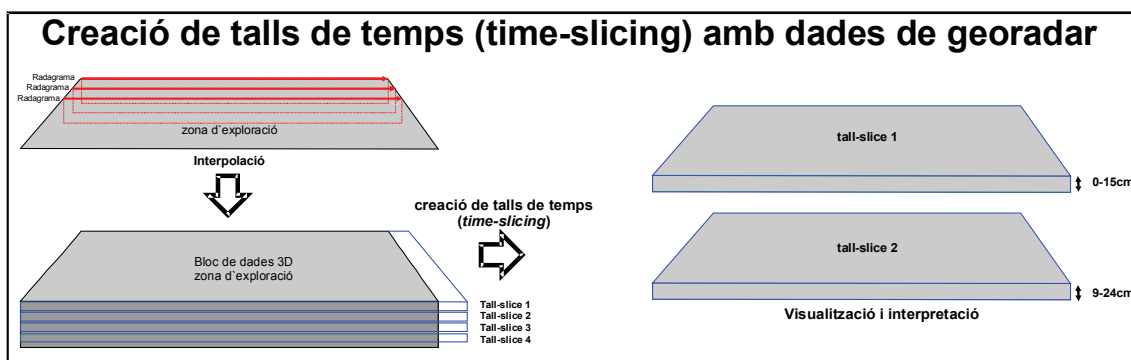 Creació de talls de temps (time-slicing) amb dades de georadar
Radagrama
Radagrama
Radagrama
zona d`exploració
Interpolació
Bloc de dades 3D
zona d`exploració
Tall-slice 1
Tall-slice 2
Tall-slice 3
Tall-slice 4
creació de talls de temps
(time-slicing)
tall-slice 1
0-15cm
tall-slice 2
9-24cm
Visualització i interpretació